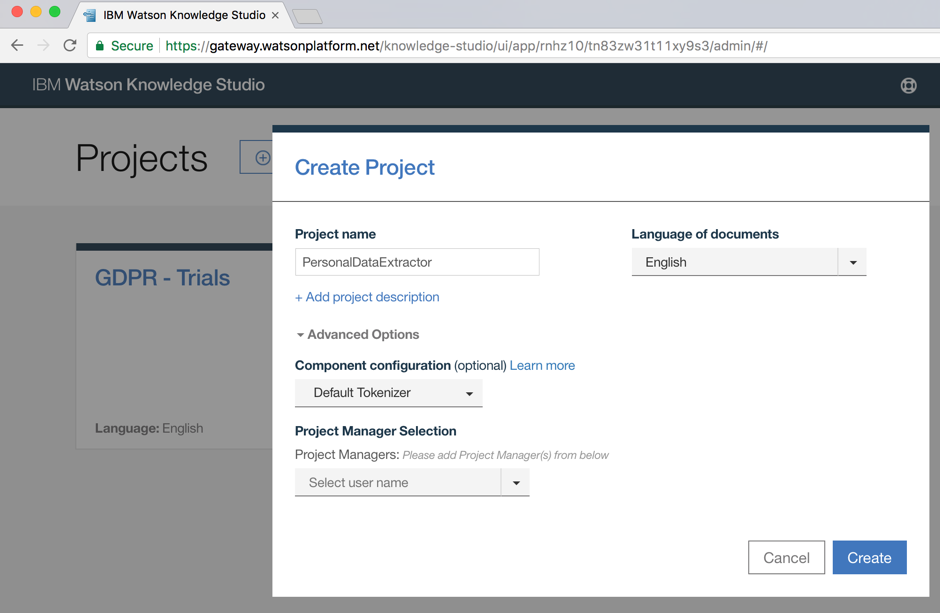 IBM Watson Knowledge Studio
Secure https://gateway.watsonplatform.net/knowledge-studio/ui/app/rnhz10/tn83zw31t11xy9s3/admin/#/
IBM Watson Knowledge Studio
Projects
Create Project
Project name
Language of documents
PersonalDataExtractor
English
+ Add project description
GDPR - Trials
Advanced Options
Component configuration (optional) Learn more
Default Tokenizer
Language: English
Project Manager Selection
Project Managers: Please add Project Manager(s) from below
Select user name
Cancel
Create